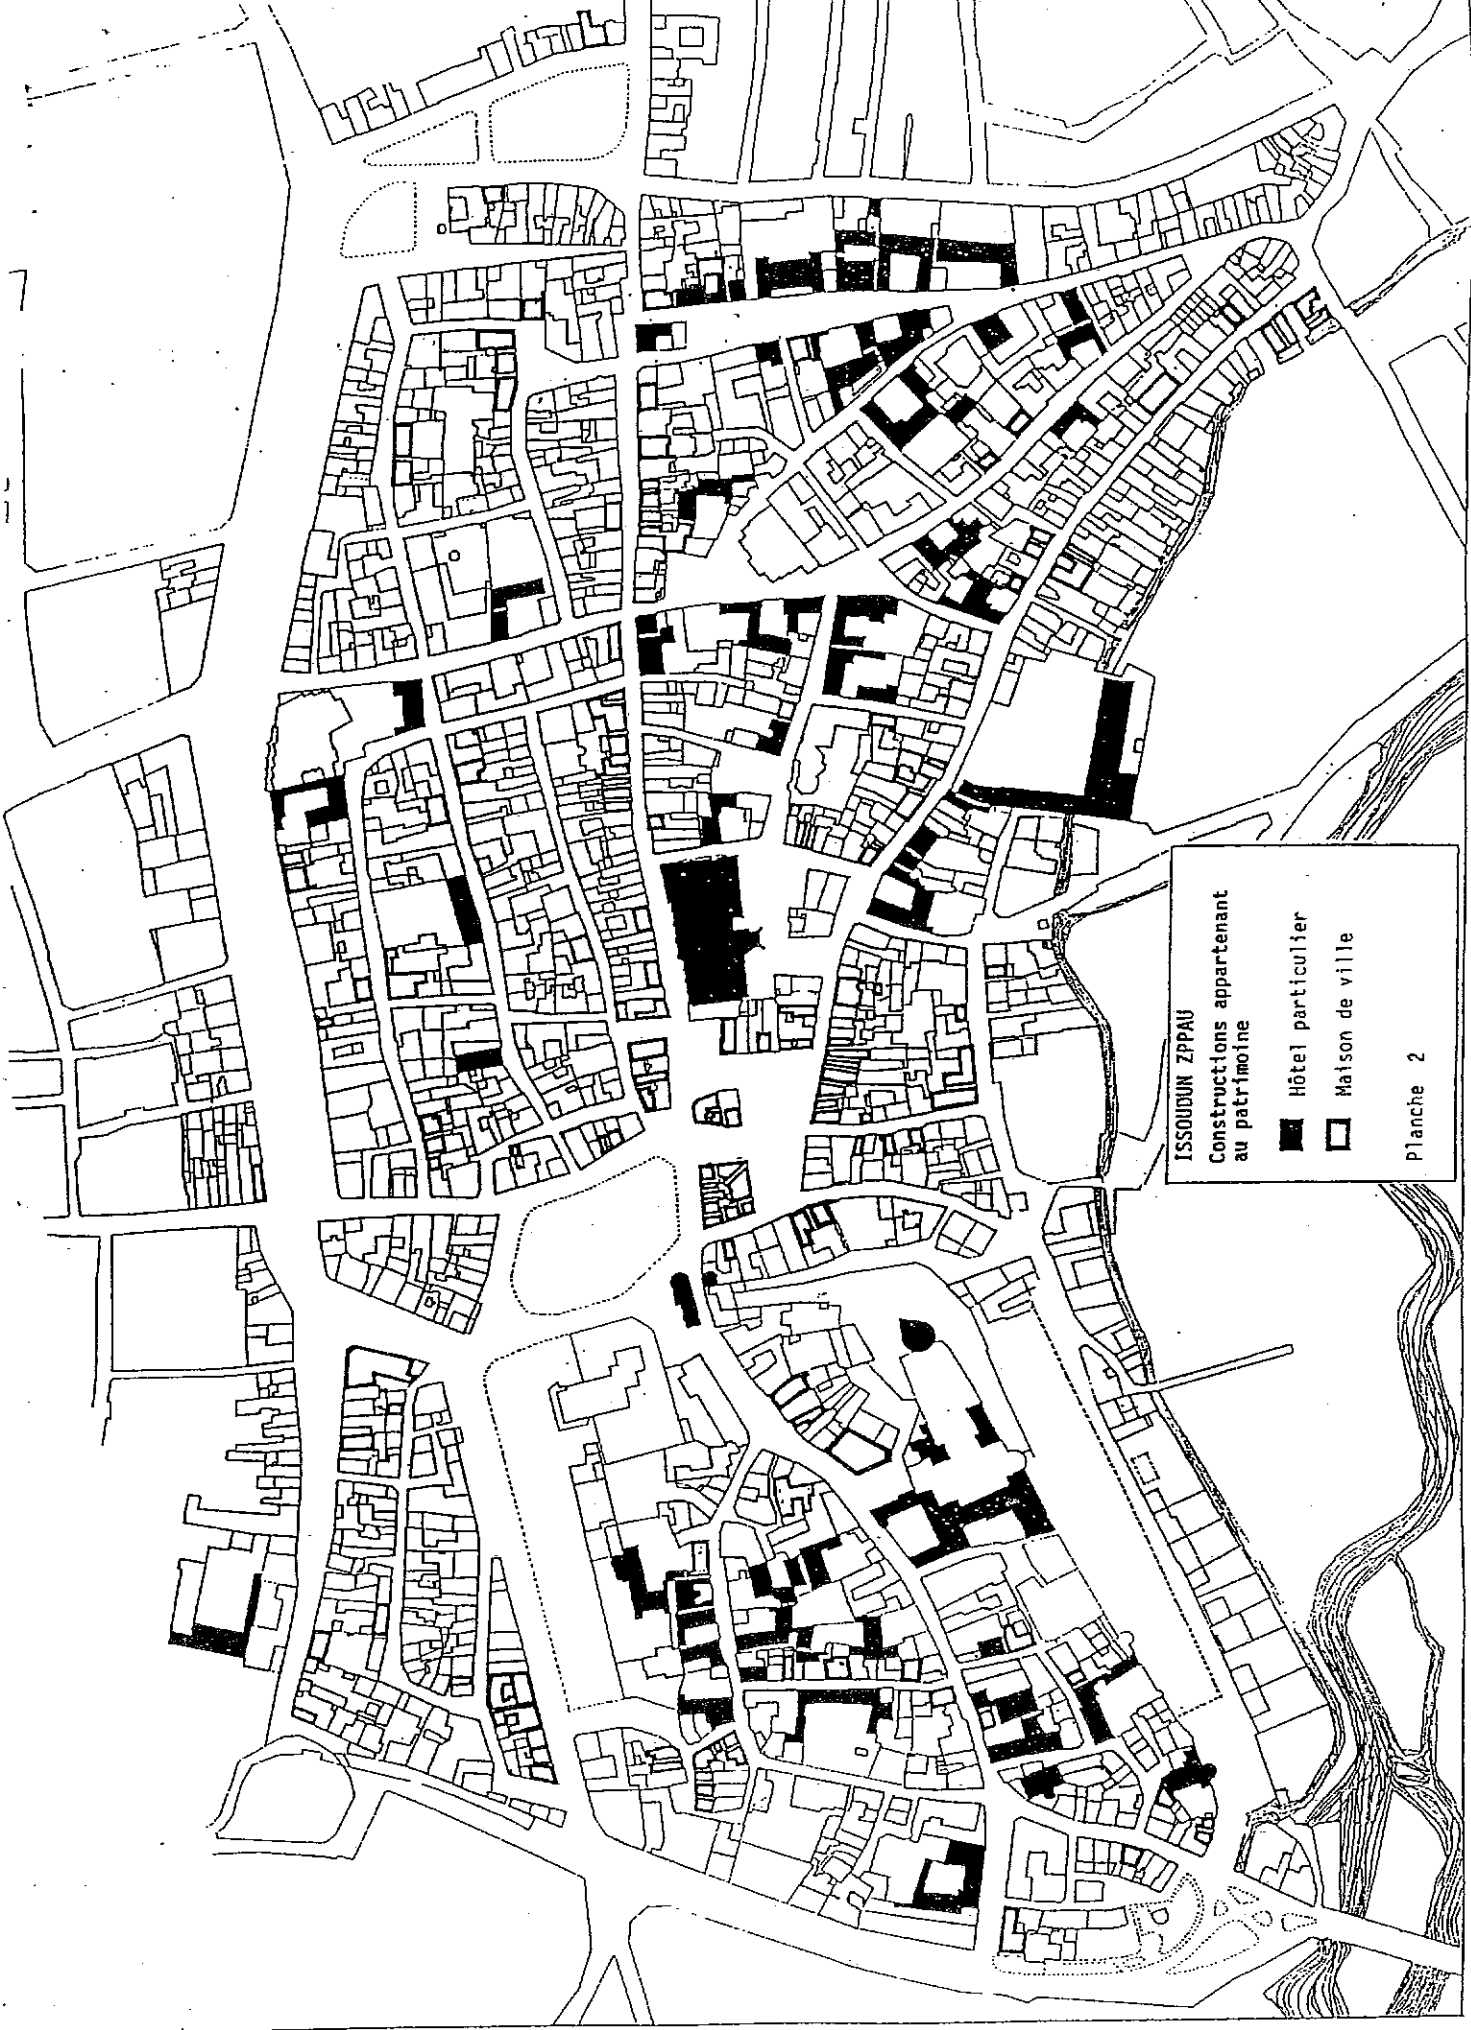 ISSOUDUN ZPPAU
Constructions appartenant
au patrimoine
Hôtel particulier
Maison de ville
Planche 2